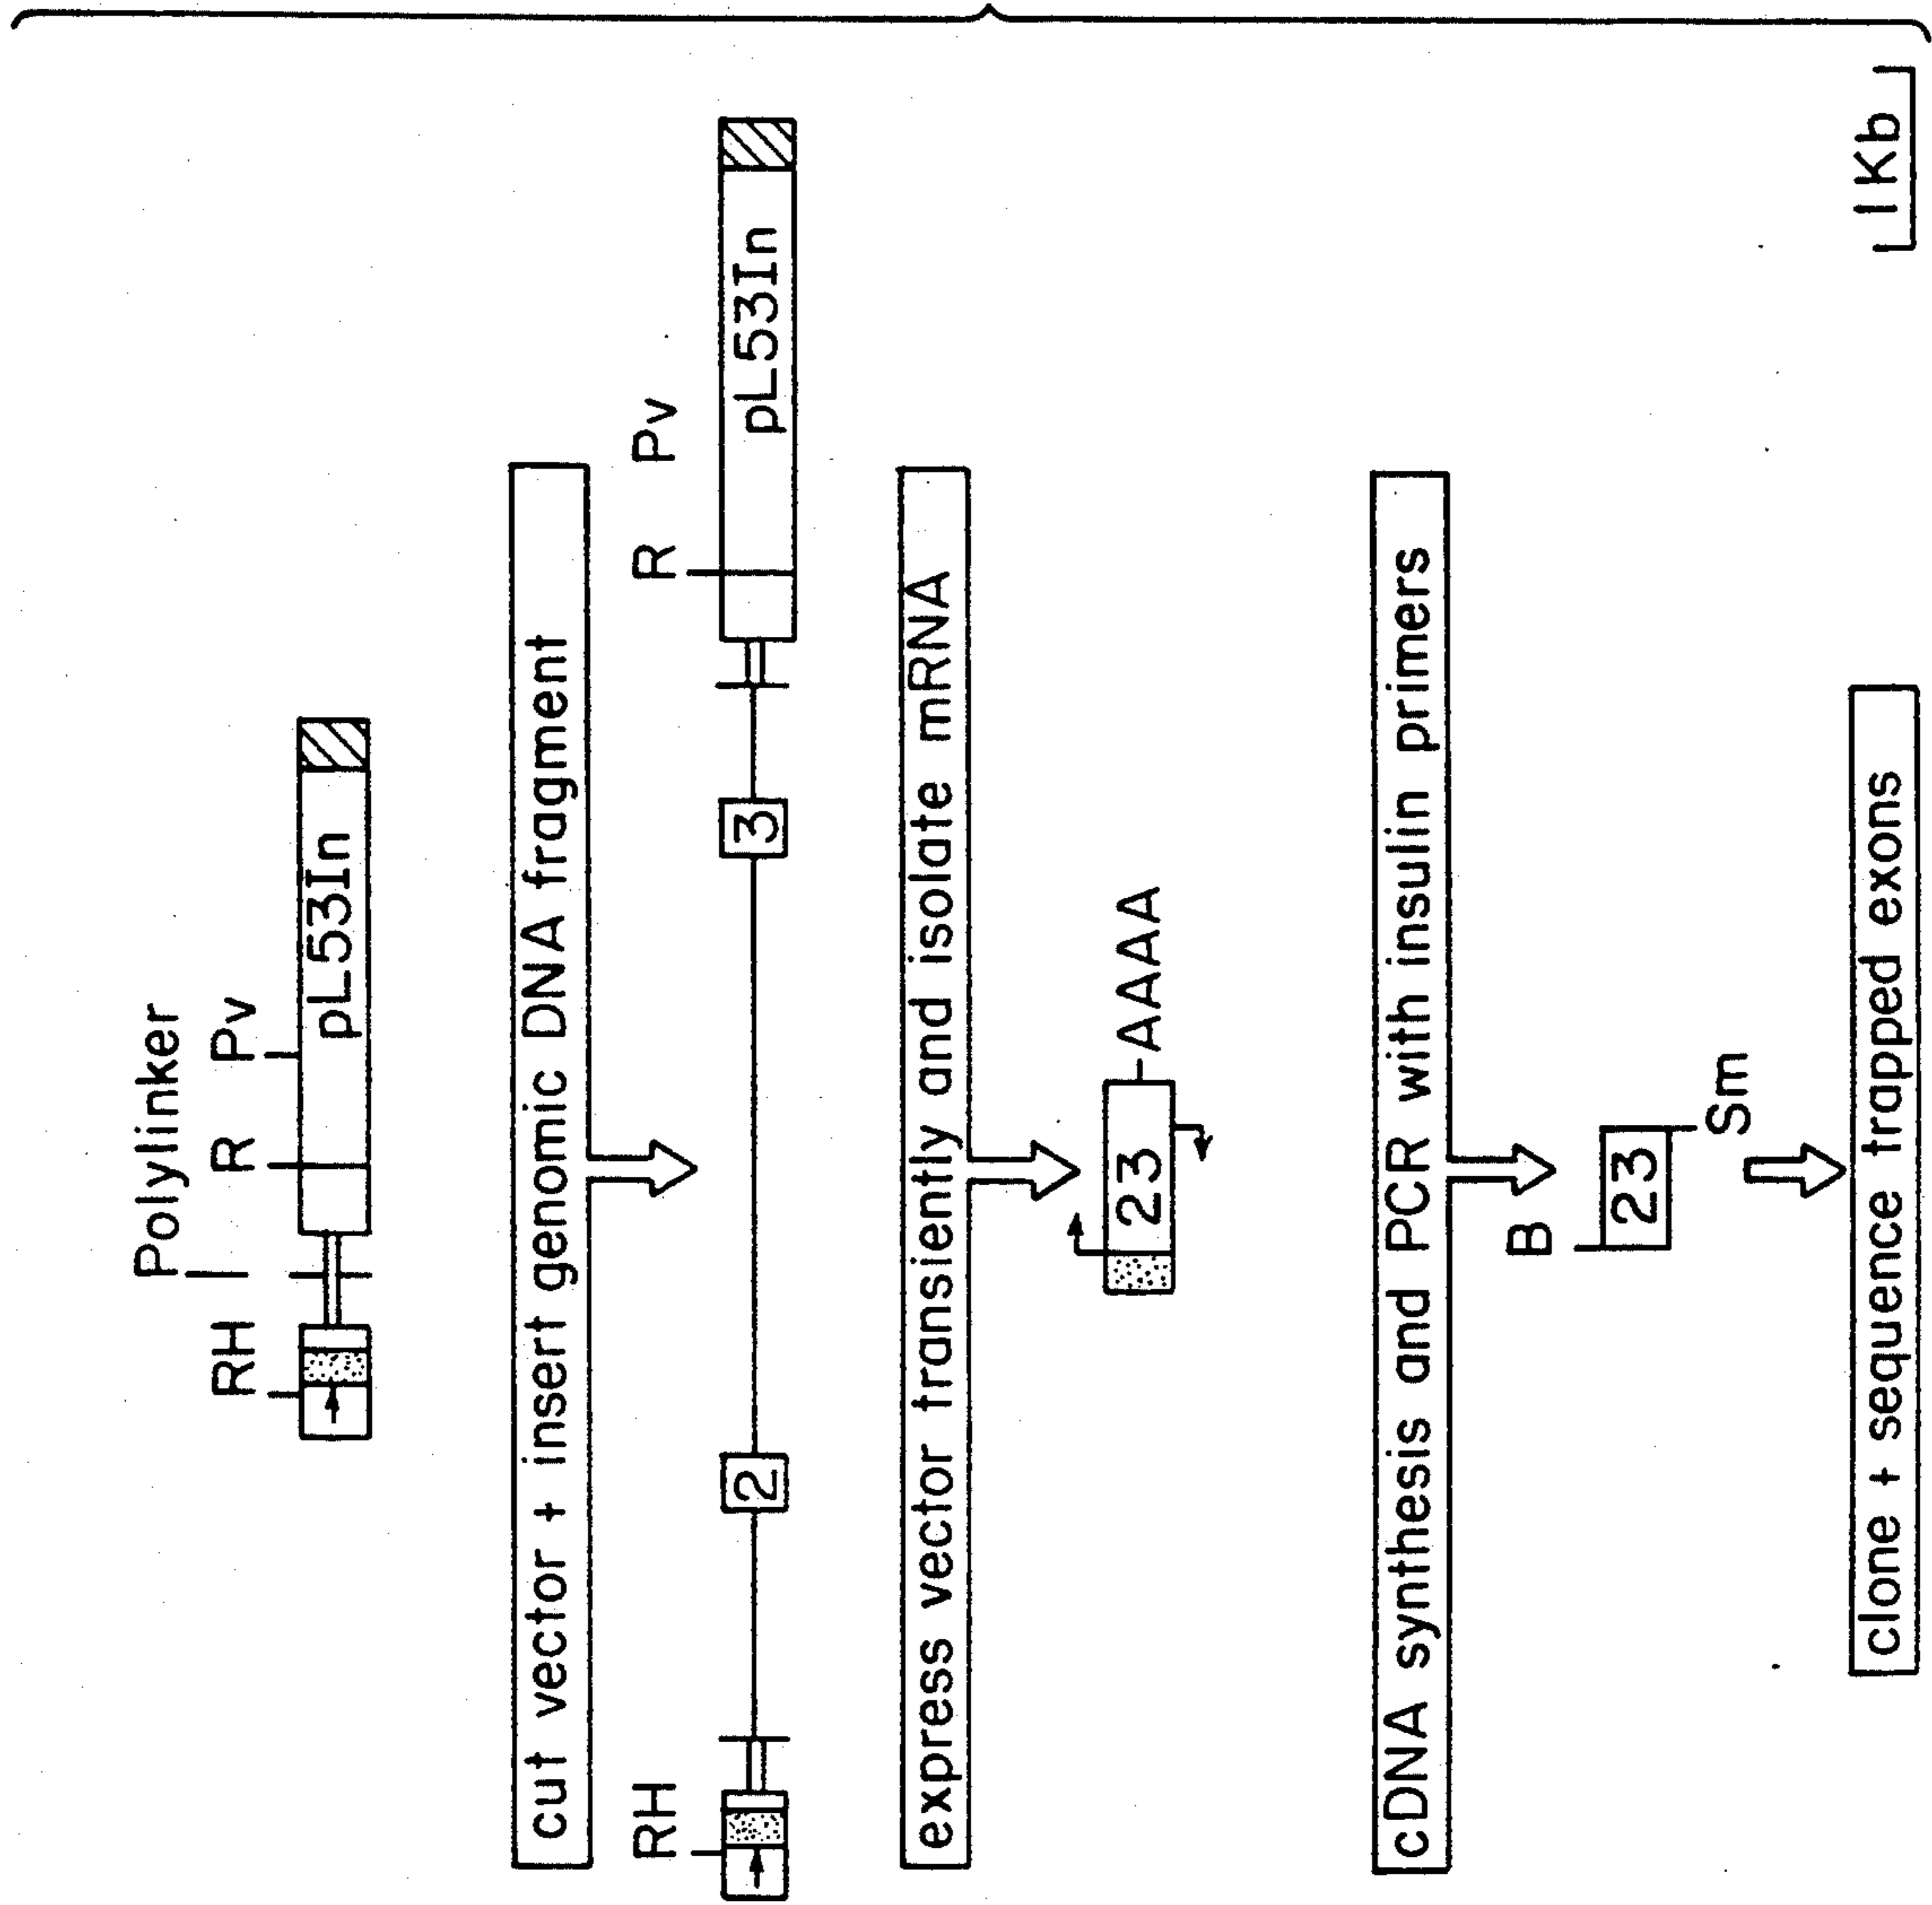 Polylinker
RH R Pv
pL53In
cut vector + insert genomic DNA fragment
RH R Pv
2 3 pL53In
express vector transiently and isolate mRNA
23 AAAA
cDNA synthesis and PCR with insulin primers
B
23
Sm
clone + sequence trapped exons
1Kb